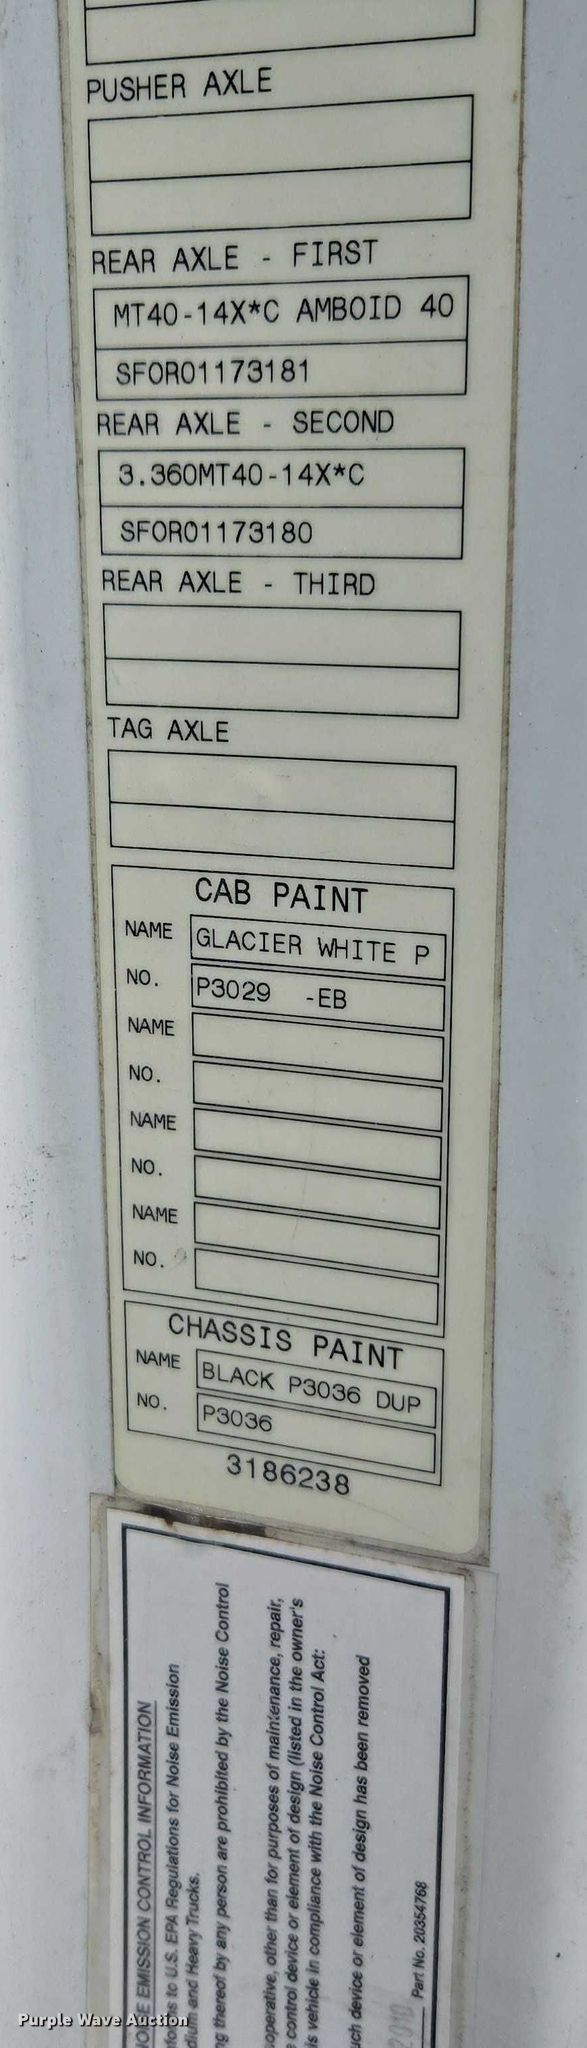 PUSHER AXLE
REAR AXLE - FIRST
MT40-14X*C AMBOID 40
SFOR01173181
REAR AXLE - SECOND
3.360MT40-14X*C
SFOR01173180
REAR AXLE - THIRD
TAG AXLE
CAB PAINT
NAME GLACIER WHITE P
NO. P3029 -EB
NAME
NO.
NAME
NO.
NAME
NO.
CHASSIS PAINT
NAME BLACK P3036 DUP
NO. P3036
3186238
EMISSION CONTROL INFORMATION
to U.S. EPA Regulations for Noise Emission
and Heavy Trucks.
thereof by any person are prohibited by the Noise Control
other than for purposes of maintenance, repair,
control device or element of design (listed in the owner's
vehicle in compliance with the Noise Control Act:
device or element of design has been removed
2010
Part No. 20354768
Purple Wave Auction